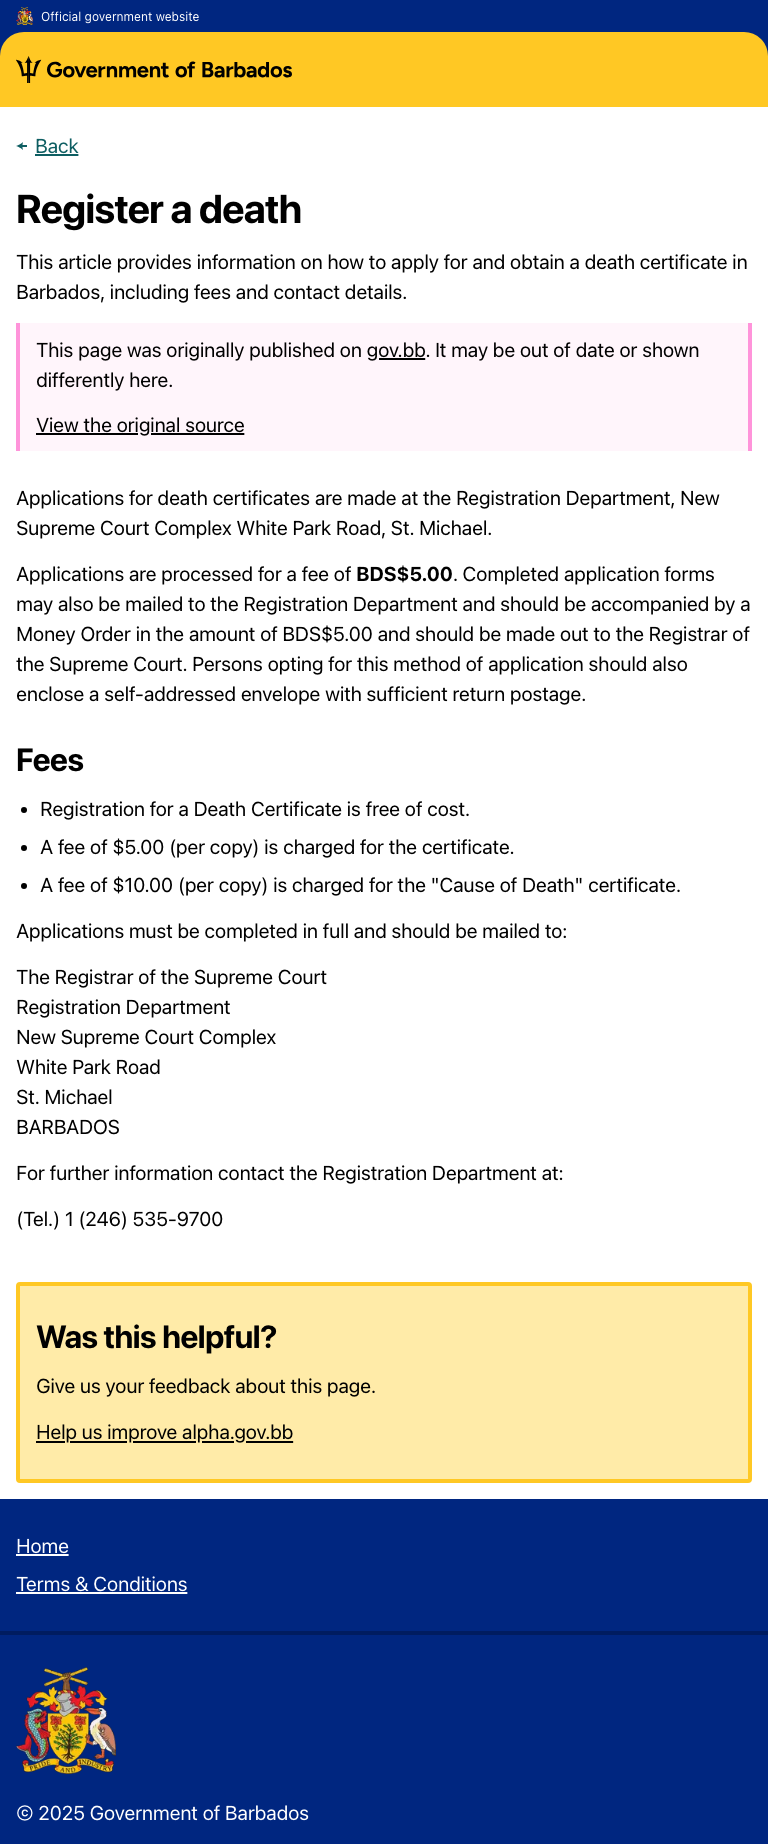 Official government website
Government of Barbados
Back
Register a death
This article provides information on how to apply for and obtain a death certificate in
Barbados, including fees and contact details.
This page was originally published on gov.bb. It may be out of date or shown
differently here.
View the original source
Applications for death certificates are made at the Registration Department, New
Supreme Court Complex White Park Road, St. Michael.
Applications are processed for a fee of BDS$5.00. Completed application forms
may also be mailed to the Registration Department and should be accompanied by a
Money Order in the amount of BDS$5.00 and should be made out to the Registrar of
the Supreme Court. Persons opting for this method of application should also
enclose a self-addressed envelope with sufficient return postage.
Fees
• Registration for a Death Certificate is free of cost.
• A fee of $5.00 (per copy) is charged for the certificate.
• A fee of $10.00 (per copy) is charged for the "Cause of Death" certificate.
Applications must be completed in full and should be mailed to:
The Registrar of the Supreme Court
Registration Department
New Supreme Court Complex
White Park Road
St. Michael
BARBADOS
For further information contact the Registration Department at:
(Tel.) 1 (246) 535-9700
Was this helpful?
Give us your feedback about this page.
Help us improve alpha.gov.bb
Home
Terms & Conditions
PRIDE AND INDUSTRY
© 2025 Government of Barbados